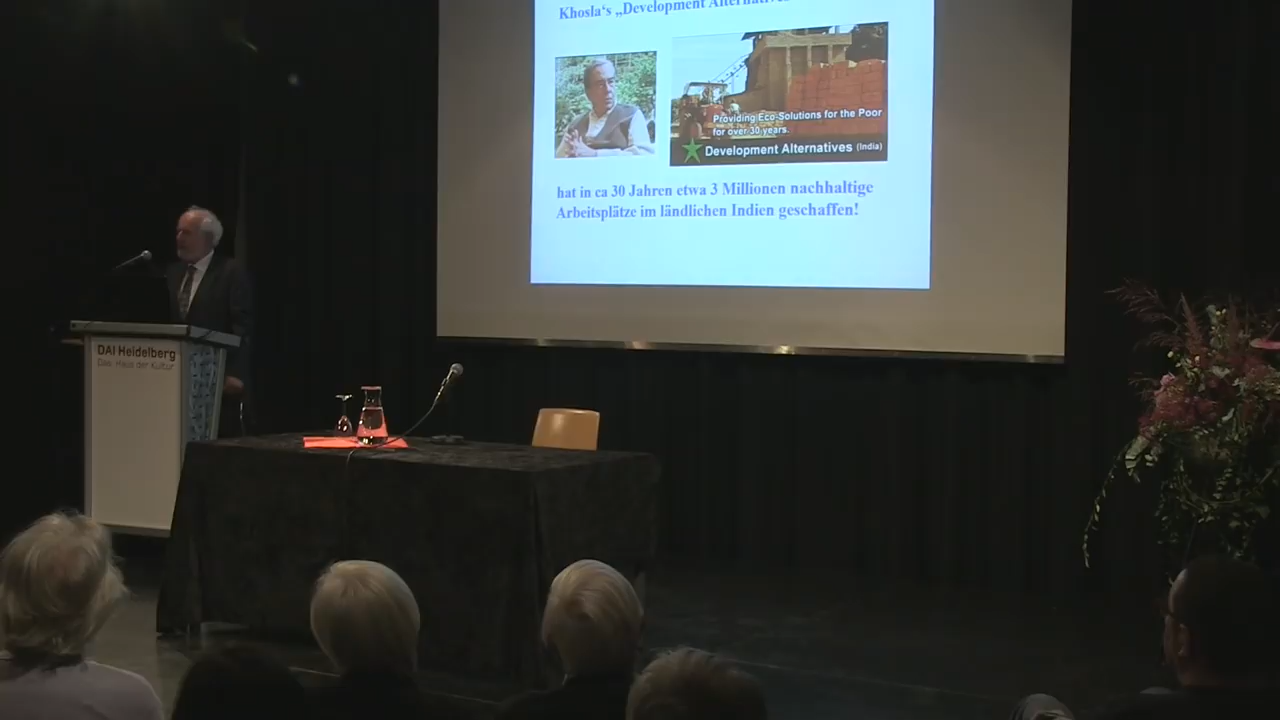 Khosla‘s „Development Alternatives
Providing Eco-Solutions for the Poor
for over 30 years.
Development Alternatives (India)
hat in ca 30 Jahren etwa 3 Millionen nachhaltige
Arbeitsplätze im ländlichen Indien geschaffen!
DAI Heidelberg
Das Haus der Kultur